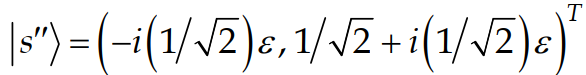 |s″⟩ = (−i(1/√2)ε, 1/√2 + i(1/√2)ε)ᵀ